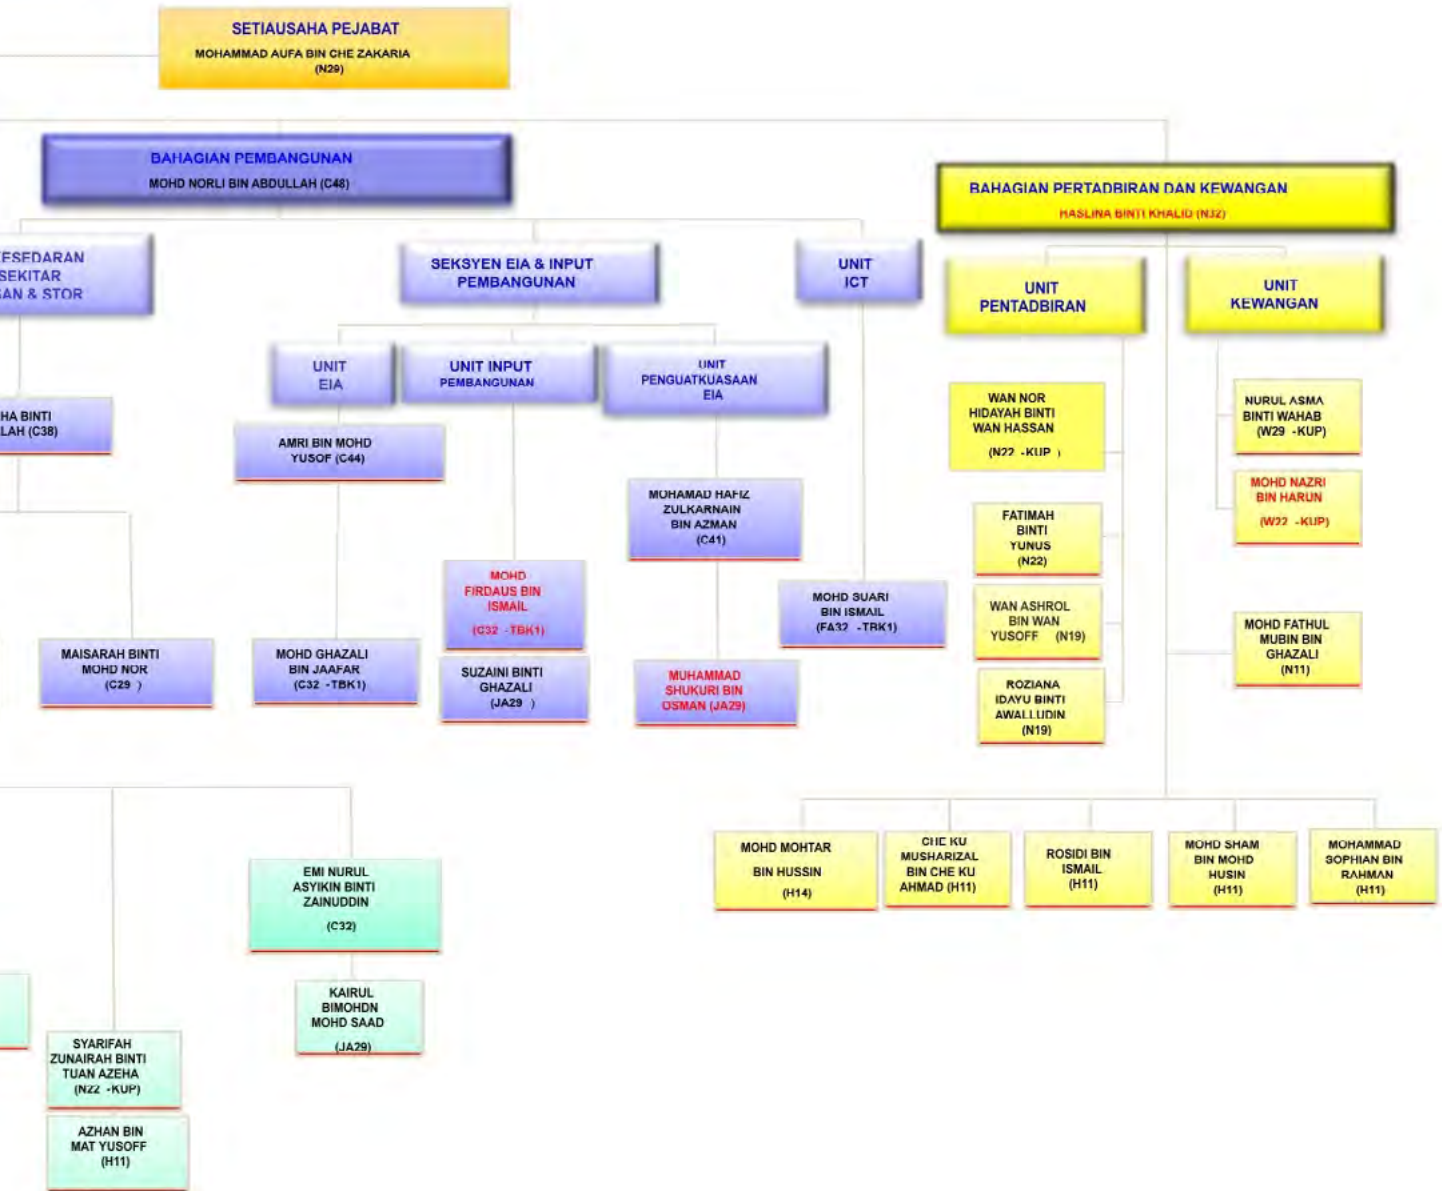 SETIAUSAHA PEJABAT
MOHAMMAD AUFA BIN CHE ZAKARIA
(N29)
BAHAGIAN PEMBANGUNAN
MOHD NORLI BIN ABDULLAH (C48)
BAHAGIAN PERTADBIRAN DAN KEWANGAN
HASLINA BINTI KHALID (N32)
ESEDARAN
SEKITAR
AN & STOR
SEKSYEN EIA & INPUT
PEMBANGUNAN
UNIT
ICT
UNIT
PENTADBIRAN
UNIT
KEWANGAN
UNIT
EIA
UNIT INPUT
PEMBANGUNAN
UNIT
PENGUATKUASAAN
EIA
HA BINTI
LAH (C38)
AMRI BIN MOHD
YUSOF (C44)
MOHAMAD HAFIZ
ZULKARNAIN
BIN AZMAN
(C41)
MOHD
FIRDAUS BIN
ISMAIL
(C32 -TBK1)
MOHD SUARI
BIN ISMAIL
(FA32 -TBK1)
MAISARAH BINTI
MOHD NOR
(C29 )
MOHD GHAZALI
BIN JAAFAR
(C32 -TBK1)
SUZAINI BINTI
GHAZALI
(JA29 )
MUHAMMAD
SHUKURI BIN
OSMAN (JA29)
WAN NOR
HIDAYAH BINTI
WAN HASSAN
(N22 -KUP )
FATIMAH
BINTI
YUNUS
(N22)
WAN ASHROL
BIN WAN
YUSOFF (N19)
ROZIANA
IDAYU BINTI
AWALLUDIN
(N19)
NURUL ASMA
BINTI WAHAB
(W29 -KUP)
MOHD NAZRI
BIN HARUN
(W22 -KUP)
MOHD FATHUL
MUBIN BIN
GHAZALI
(N11)
MOHD MOHTAR
BIN HUSSIN
(H14)
CHE KU
MUSHARIZAL
BIN CHE KU
AHMAD (H11)
ROSIDI BIN
ISMAIL
(H11)
MOHD SHAM
BIN MOHD
HUSIN
(H11)
MOHAMMAD
SOPHIAN BIN
RAHMAN
(H11)
EMI NURUL
ASYIKIN BINTI
ZAINUDDIN
(C32)
KAIRUL
BIMOHDN
MOHD SAAD
(JA29)
SYARIFAH
ZUNAIRAH BINTI
TUAN AZEHA
(N22 -KUP)
AZHAN BIN
MAT YUSOFF
(H11)